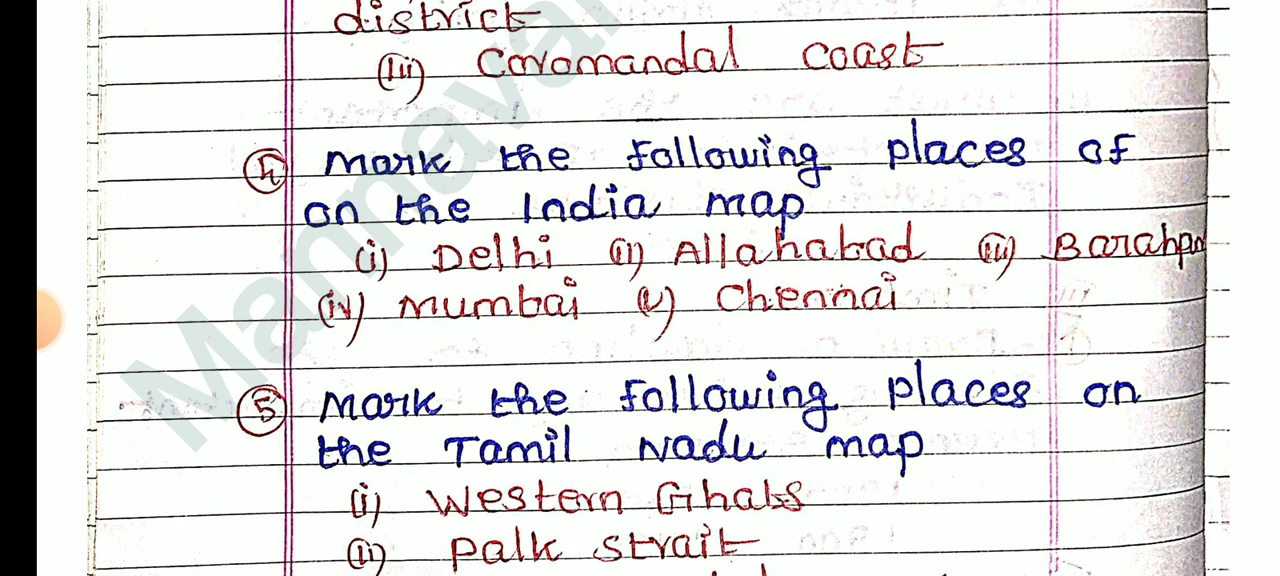 district
(iii) Coromandal coast
④ Mark the following places of
on the India map
(i) Delhi (ii) Allahabad (iii)
(iv) Mumbai (v) Chennai
⑤ Mark the following places on
the Tamil Nadu map
(i) Western Ghats
(ii) Palk strait